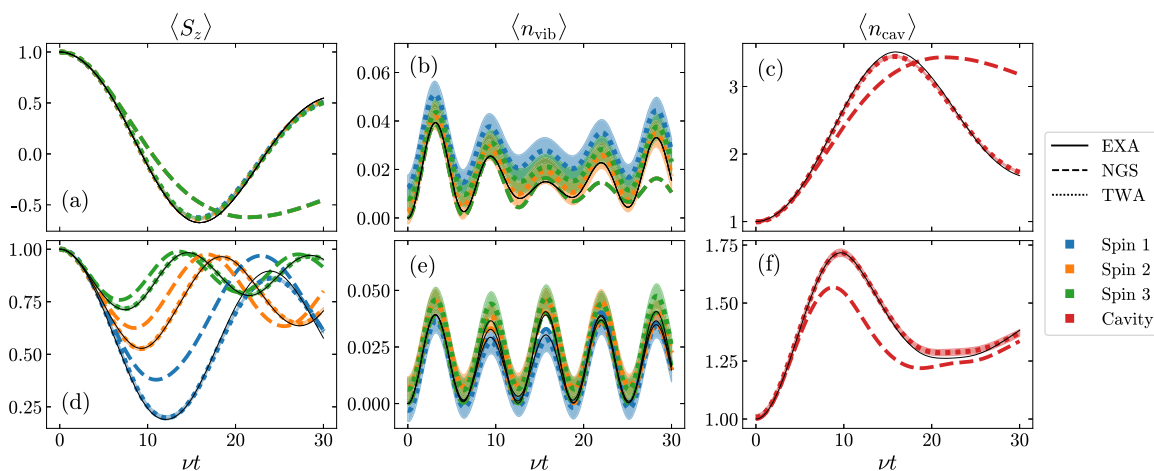 ⟨S_z⟩ ⟨n_vib⟩ ⟨n_cav⟩
1.0
0.5
0.0
-0.5
(a)
0.06
0.04
0.02
0.00
(b)
3
2
1
(c)
EXA
NGS
TWA
Spin 1
Spin 2
Spin 3
Cavity
1.00
0.75
0.50
0.25
(d)
0 10 20 30
νt
0.050
0.025
0.000
(e)
0 10 20 30
νt
1.75
1.50
1.25
1.00
(f)
0 10 20 30
νt